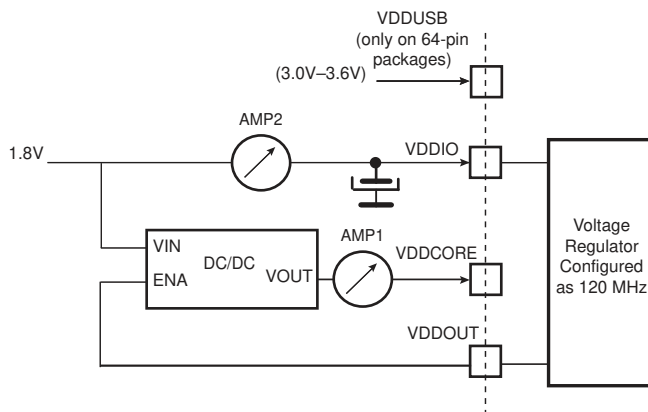 VDDUSB
(only on 64-pin
packages)
(3.0V–3.6V)
AMP2
1.8V
VDDIO
VIN
DC/DC
ENA
VOUT
AMP1
VDDCORE
VDDOUT
Voltage
Regulator
Configured
as 120 MHz